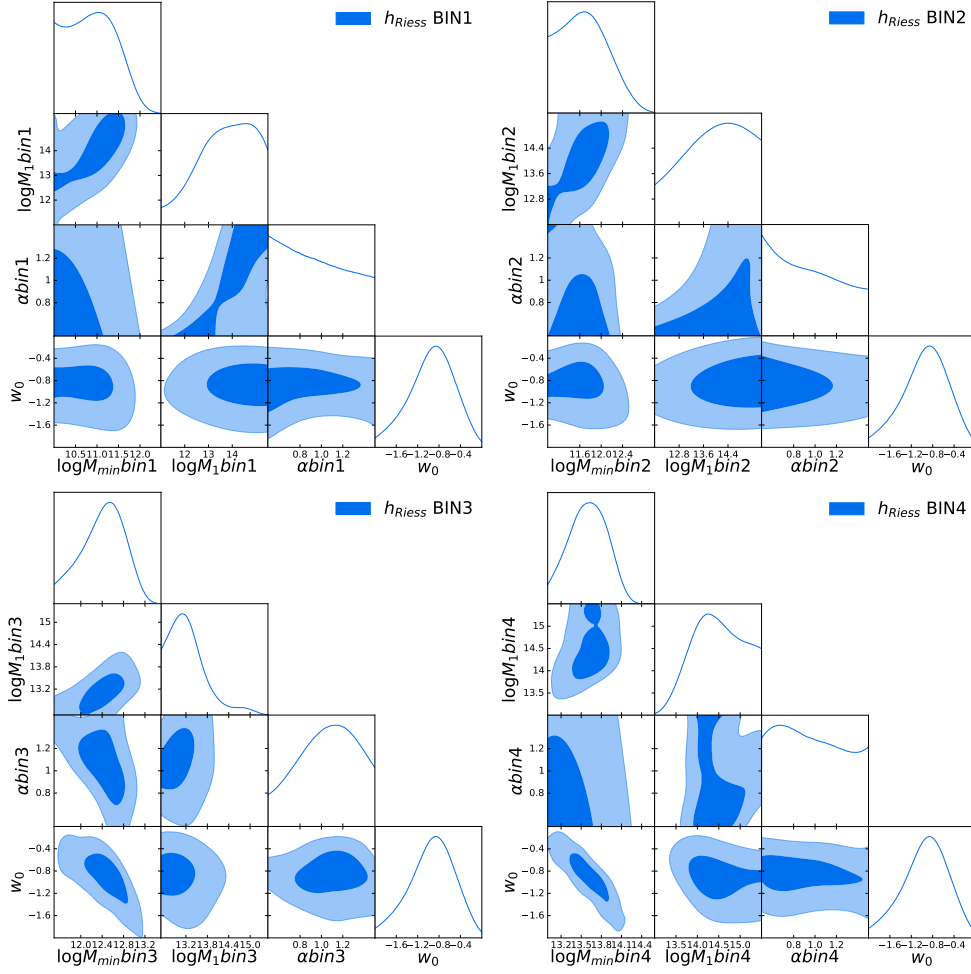 h_Riess BIN1
logM_1bin1
14
13
12
αbin1
1.2
1
0.8
w_0
−0.4
−0.8
−1.2
−1.6
10.5 11.0 11.5 12.0
12 13 14
0.8 1.0 1.2
−1.6 −1.2 −0.8 −0.4
logM_min bin1
logM_1bin1
αbin1
w_0
h_Riess BIN2
logM_1bin2
14.4
13.6
12.8
αbin2
1.2
1
0.8
w_0
−0.4
−0.8
−1.2
−1.6
11.6 12.0 12.4
12.8 13.6 14.4
0.8 1.0 1.2
−1.6 −1.2 −0.8 −0.4
logM_min bin2
logM_1bin2
αbin2
w_0
h_Riess BIN3
logM_1bin3
15
14.4
13.8
13.2
αbin3
1.2
1
0.8
w_0
−0.4
−0.8
−1.2
−1.6
12.0 12.4 12.8 13.2
13.2 13.8 14.4 15.0
0.8 1.0 1.2
−1.6 −1.2 −0.8 −0.4
logM_min bin3
logM_1bin3
αbin3
w_0
h_Riess BIN4
logM_1bin4
15
14.5
14
13.5
αbin4
1.2
1
0.8
w_0
−0.4
−0.8
−1.2
−1.6
13.2 13.5 13.8 14.1 14.4
13.5 14.0 14.5 15.0
0.8 1.0 1.2
−1.6 −1.2 −0.8 −0.4
logM_min bin4
logM_1bin4
αbin4
w_0